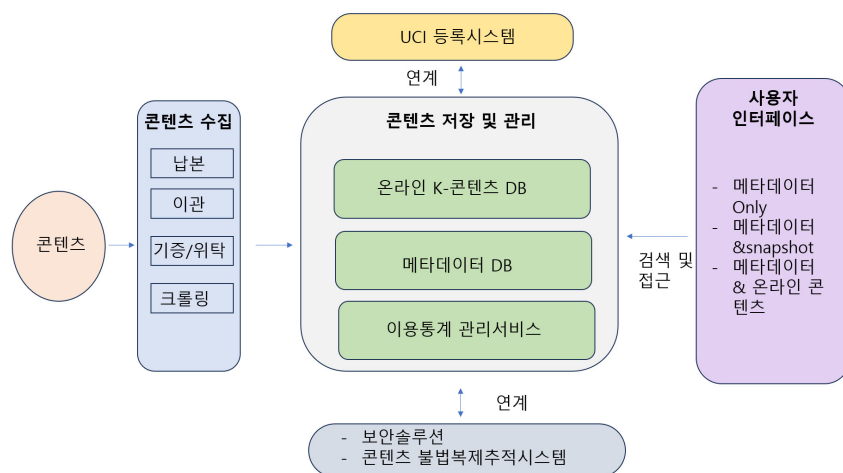 UCI 등록시스템
연계
콘텐츠
콘텐츠 수집
납본
이관
기증/위탁
크롤링
콘텐츠 저장 및 관리
온라인 K-콘텐츠 DB
메타데이터 DB
이용통계 관리서비스
검색 및
접근
사용자
인터페이스
- 메타데이터
Only
- 메타데이터
&snapshot
- 메타데이터
& 온라인 콘
텐츠
연계
- 보안솔루션
- 콘텐츠 불법복제추적시스템